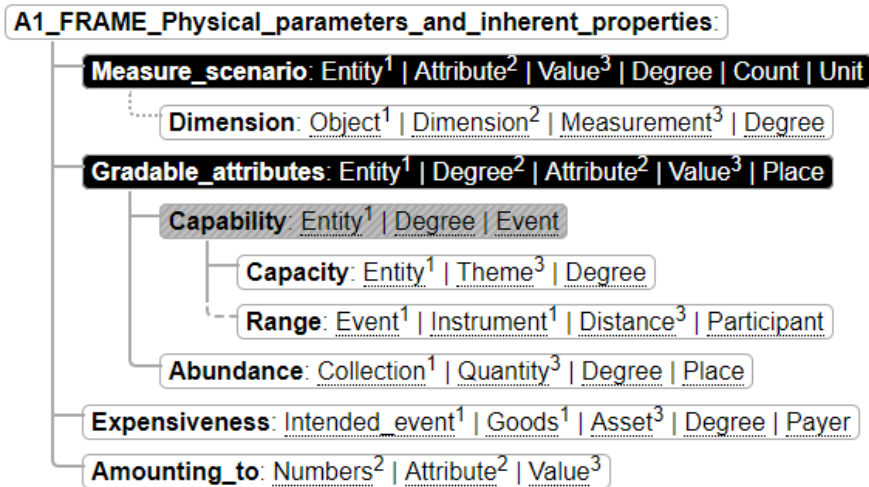 A1_FRAME_Physical_parameters_and_inherent_properties:
Measure_scenario: Entity¹ | Attribute² | Value³ | Degree | Count | Unit
Dimension: Object¹ | Dimension² | Measurement³ | Degree
Gradable_attributes: Entity¹ | Degree² | Attribute² | Value³ | Place
Capability: Entity¹ | Degree | Event
Capacity: Entity¹ | Theme³ | Degree
Range: Event¹ | Instrument¹ | Distance³ | Participant
Abundance: Collection¹ | Quantity³ | Degree | Place
Expensiveness: Intended_event¹ | Goods¹ | Asset³ | Degree | Payer
Amounting_to: Numbers² | Attribute² | Value³